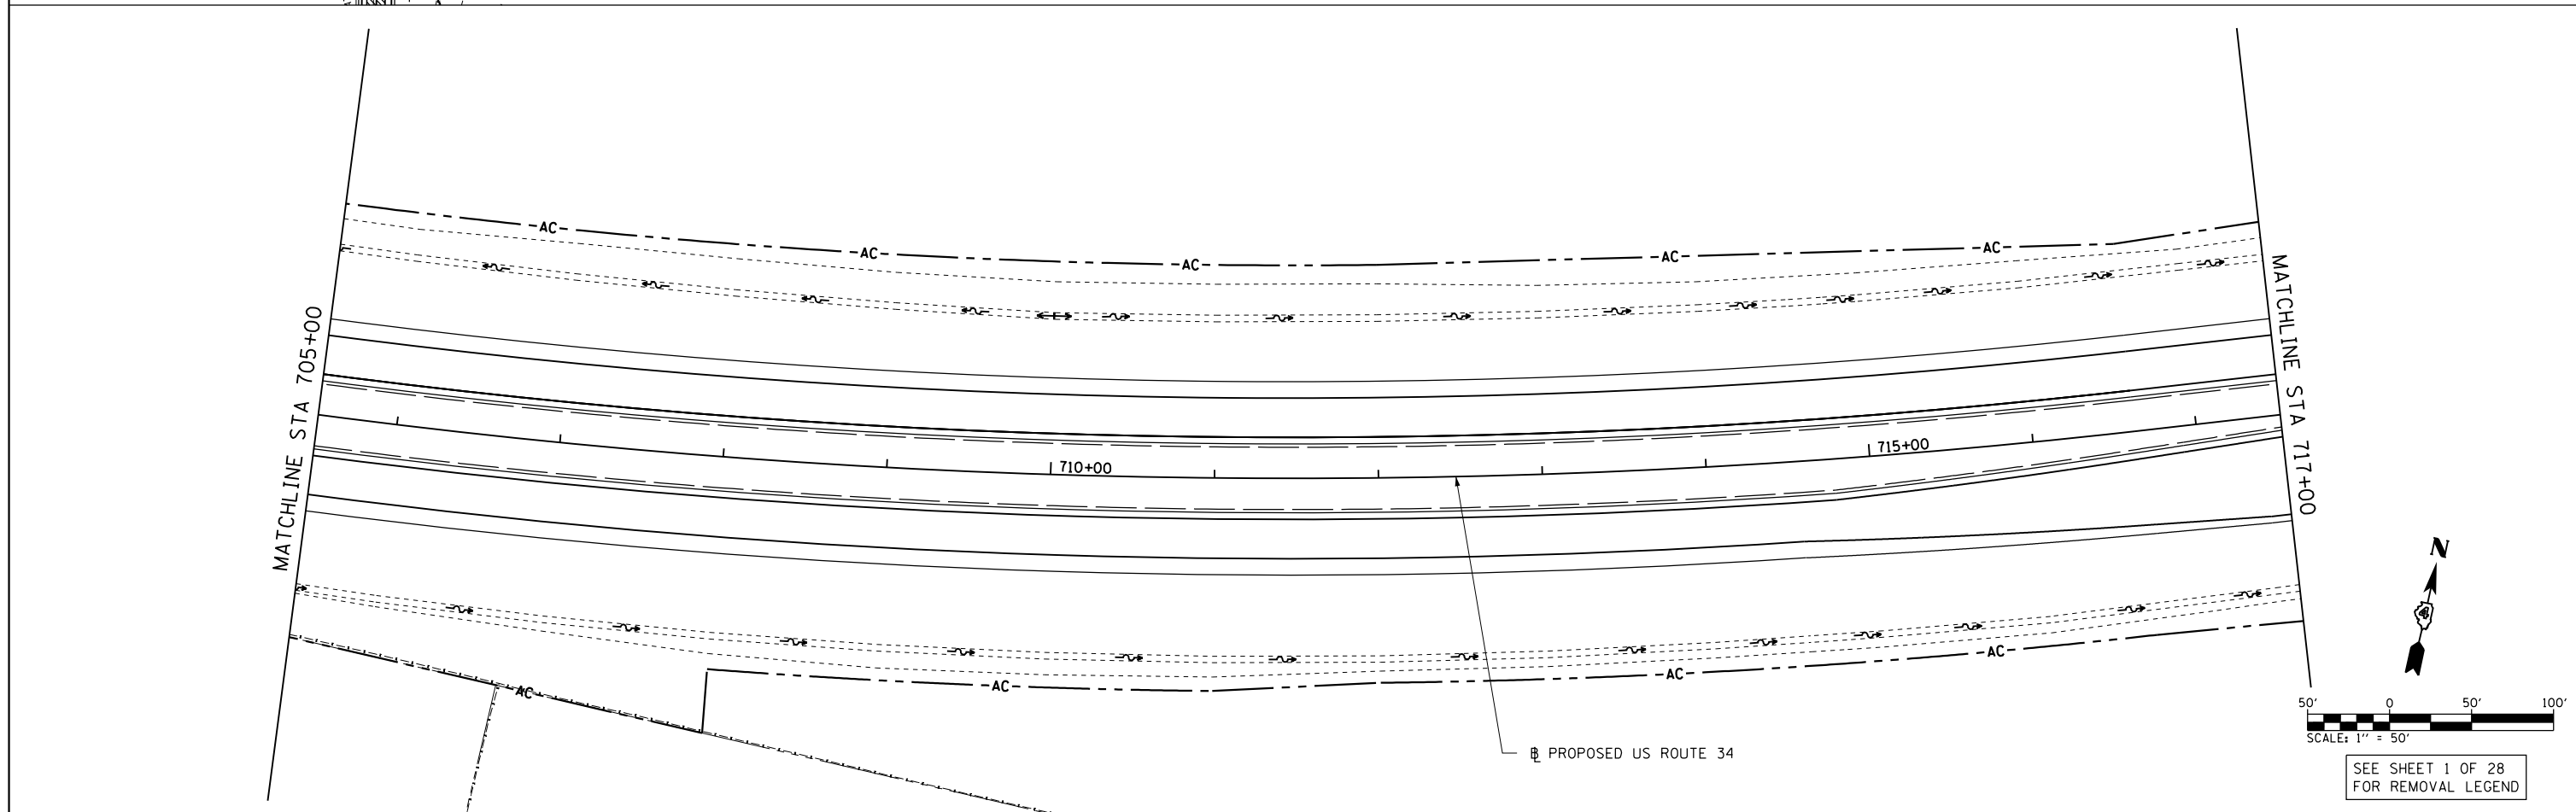 AC
AC
AC
AC
AC
MATCHLINE STA 705+00
MATCHLINE STA 717+00
710+00
715+00
AC
AC
AC
AC
N
50' 0 50' 100'
SCALE: 1" = 50'
℄ PROPOSED US ROUTE 34
SEE SHEET 1 OF 28
FOR REMOVAL LEGEND